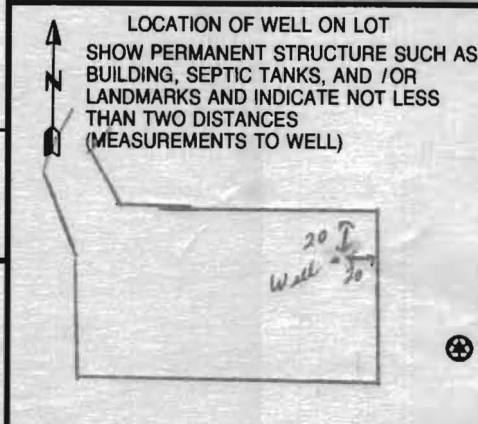 LOCATION OF WELL ON LOT
SHOW PERMANENT STRUCTURE SUCH AS
BUILDING, SEPTIC TANKS, AND /OR
LANDMARKS AND INDICATE NOT LESS
THAN TWO DISTANCES
(MEASUREMENTS TO WELL)
N
20
Well
20